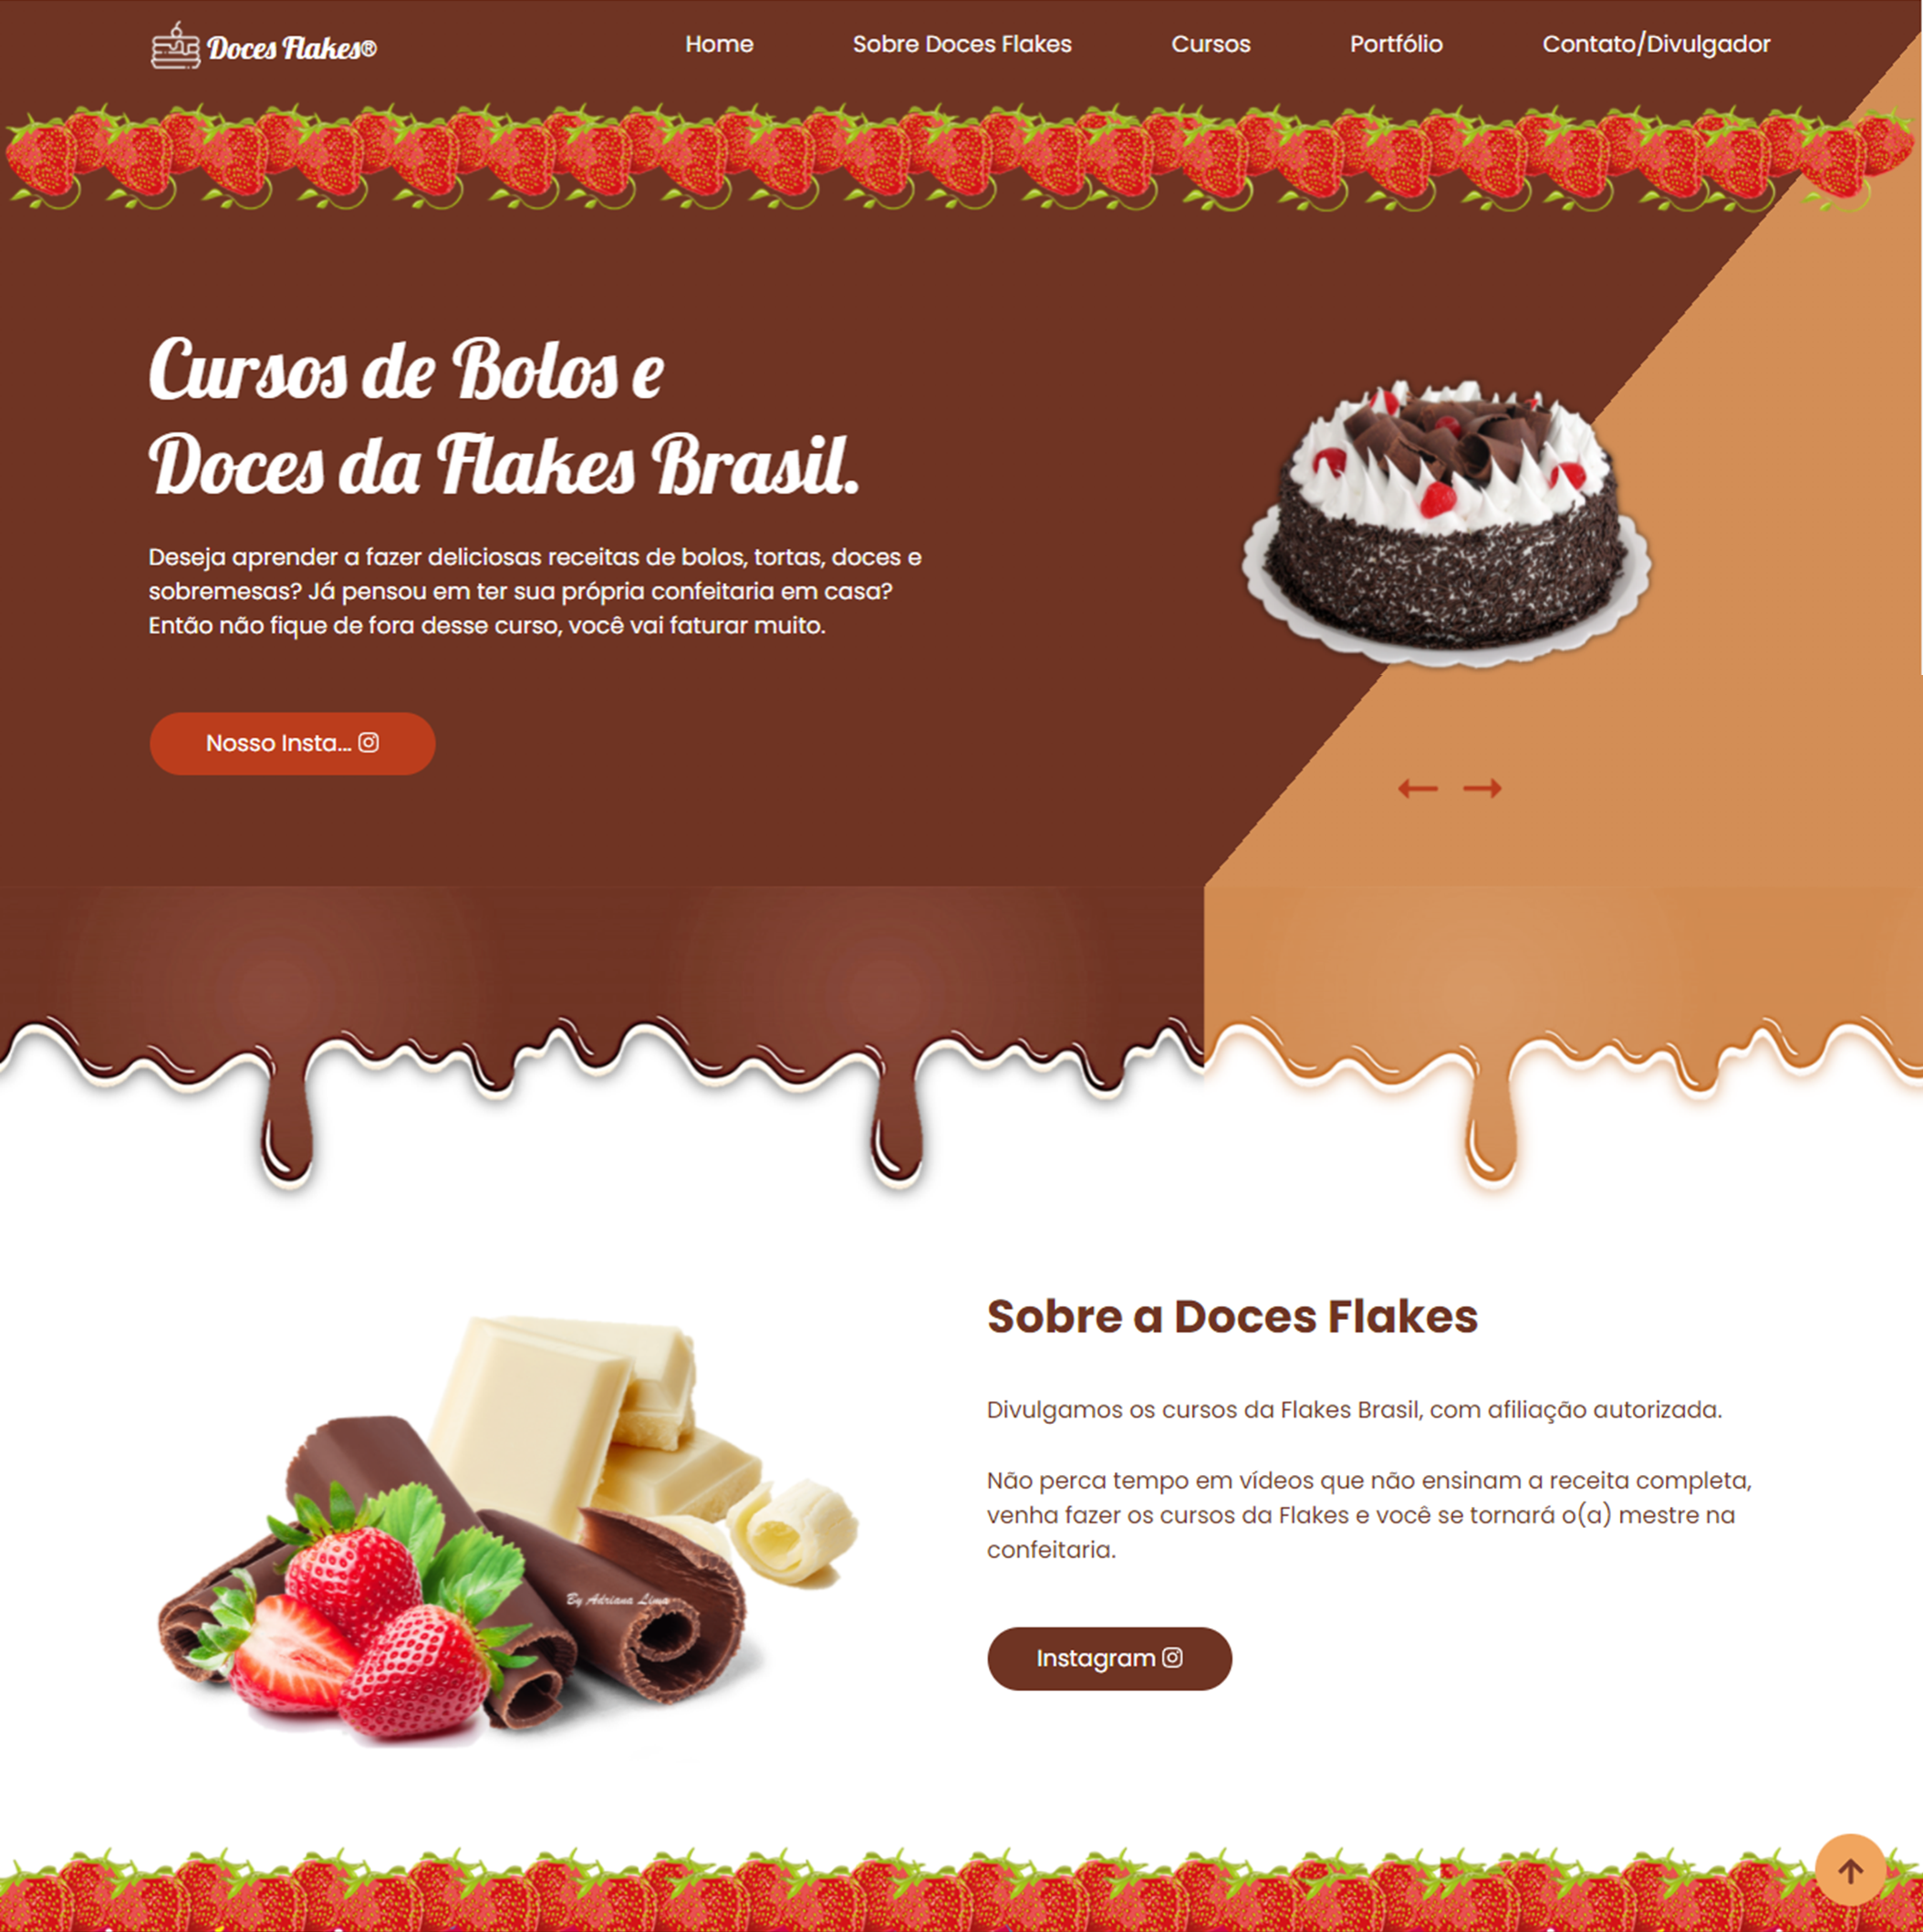 Doces Flakes®
Home
Sobre Doces Flakes
Cursos
Portfólio
Contato/Divulgador
Cursos de Bolos e
Doces da Flakes Brasil.
Deseja aprender a fazer deliciosas receitas de bolos, tortas, doces e
sobremesas? Já pensou em ter sua própria confeitaria em casa?
Então não fique de fora desse curso, você vai faturar muito.
Nosso Insta...
Sobre a Doces Flakes
Divulgamos os cursos da Flakes Brasil, com afiliação autorizada.
Não perca tempo em vídeos que não ensinam a receita completa,
venha fazer os cursos da Flakes e você se tornará o(a) mestre na
confeitaria.
By Adriana Lima
Instagram